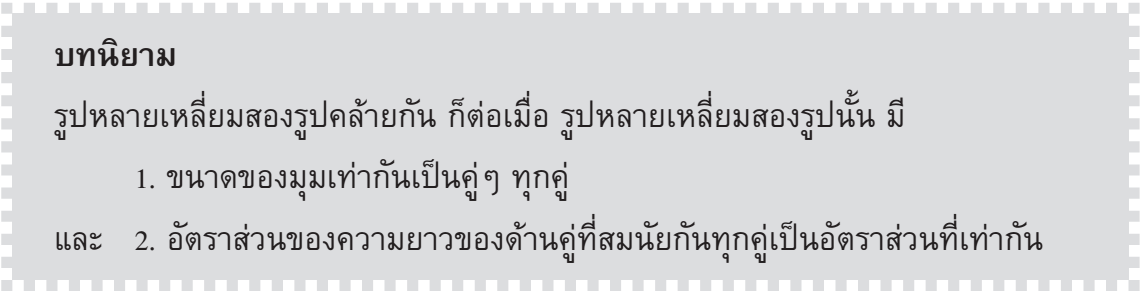 บทนิยาม
รูปหลายเหลี่ยมสองรูปคล้ายกัน ก็ต่อเมื่อ รูปหลายเหลี่ยมสองรูปนั้น มี
1. ขนาดของมุมเท่ากันเป็นคู่ๆ ทุกคู่
และ 2. อัตราส่วนของความยาวของด้านคู่ที่สมนัยกันทุกคู่เป็นอัตราส่วนที่เท่ากัน